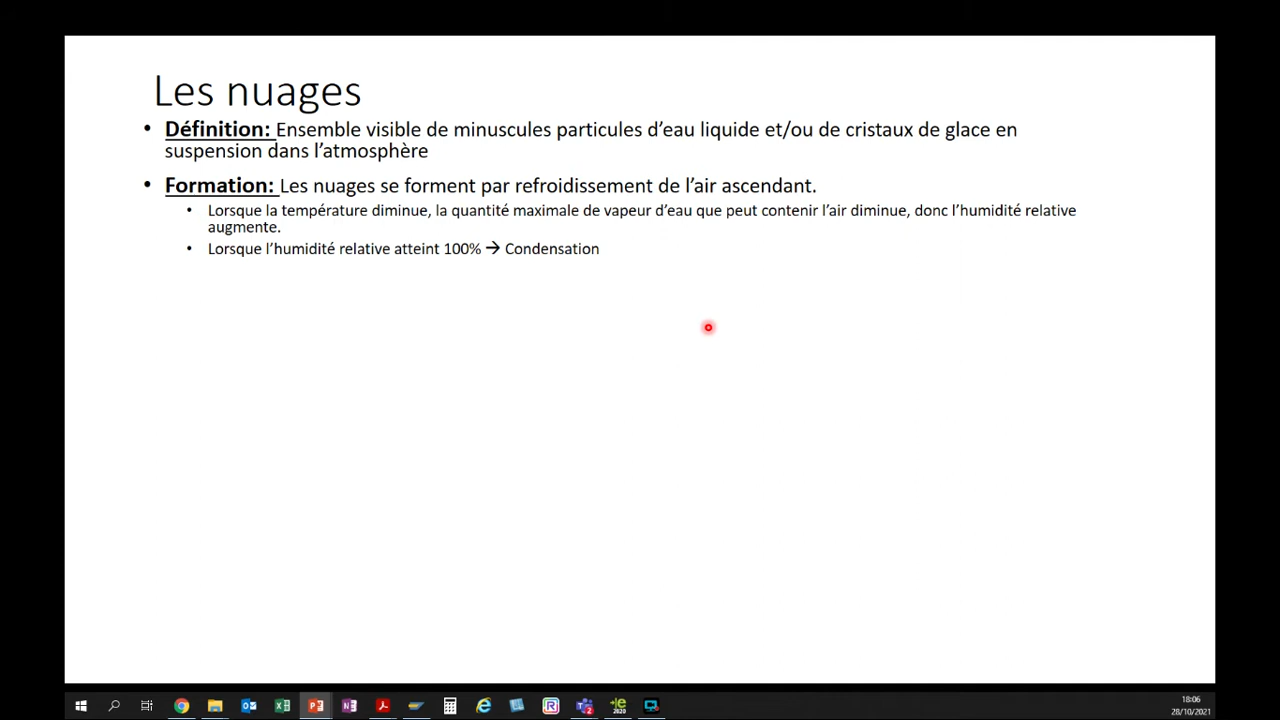 Les nuages
• Définition: Ensemble visible de minuscules particules d’eau liquide et/ou de cristaux de glace en
suspension dans l’atmosphère
• Formation: Les nuages se forment par refroidissement de l’air ascendant.
• Lorsque la température diminue, la quantité maximale de vapeur d’eau que peut contenir l’air diminue, donc l’humidité relative
augmente.
• Lorsque l’humidité relative atteint 100% → Condensation
18:06
28/10/2021